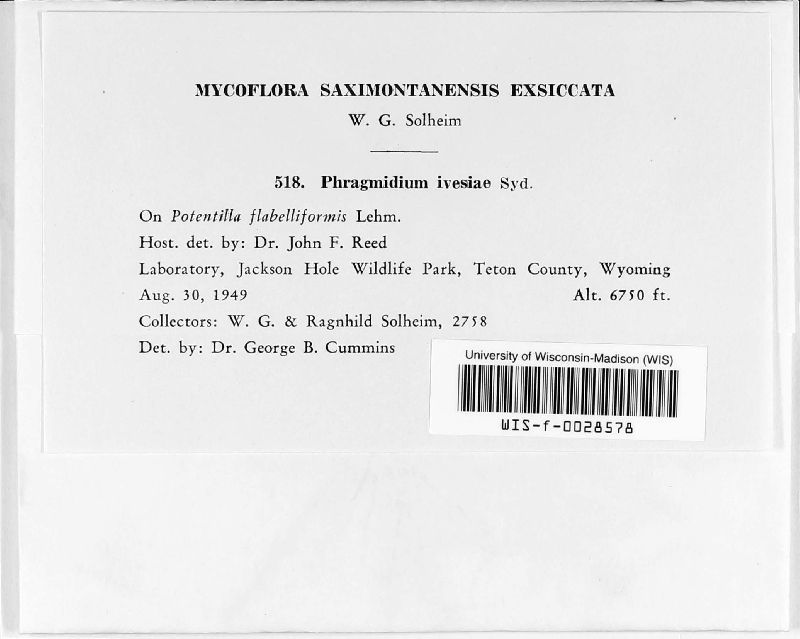 MYCOFLORA SAXIMONTANENSIS EXSICCATA
W. G. Solheim
518. Phragmidium ivesiae Syd.
On Potentilla flabelliformis Lehm.
Host. det. by: Dr. John F. Reed
Laboratory, Jackson Hole Wildlife Park, Teton County, Wyoming
Aug. 30, 1949 Alt. 6750 ft.
Collectors: W. G. & Ragnhild Solheim, 2758
Det. by: Dr. George B. Cummins
University of Wisconsin-Madison (WIS)
WIS-f-0028578